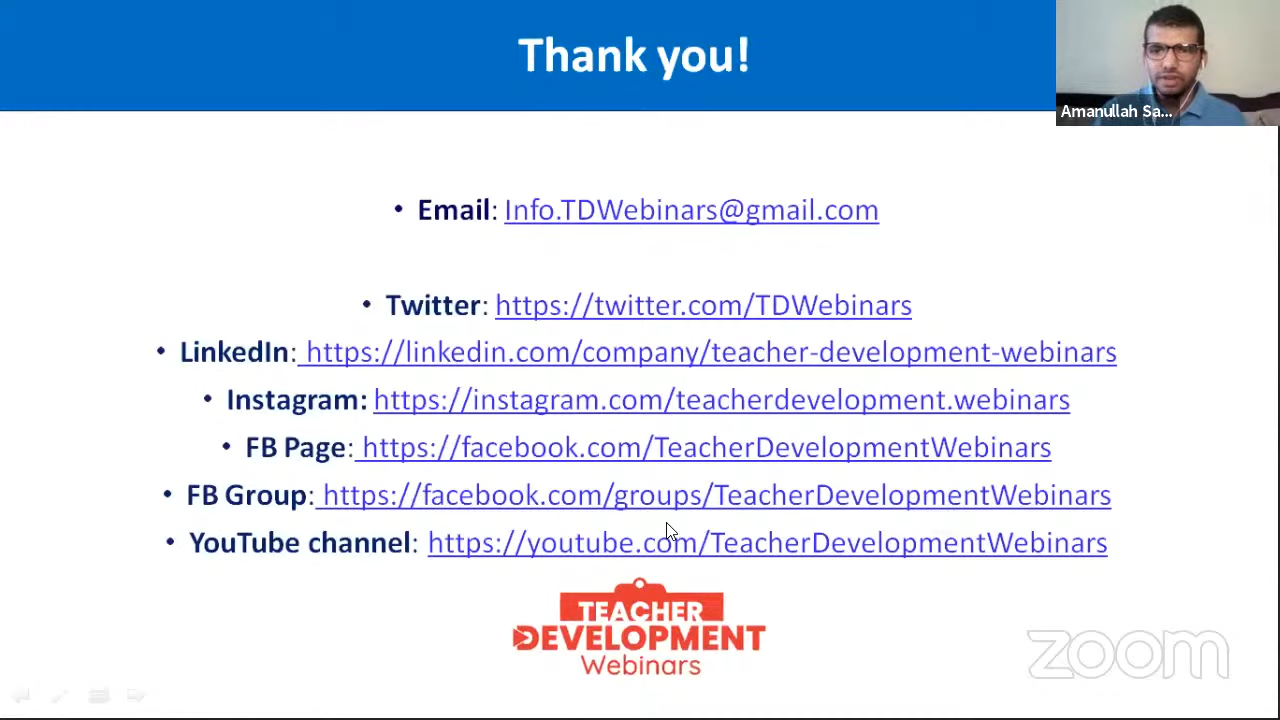 Thank you!
Amanullah Sa...
• Email: Info.TDWebinars@gmail.com
• Twitter: https://twitter.com/TDWebinars
• LinkedIn: https://linkedin.com/company/teacher-development-webinars
• Instagram: https://instagram.com/teacherdevelopment.webinars
• FB Page: https://facebook.com/TeacherDevelopmentWebinars
• FB Group: https://facebook.com/groups/TeacherDevelopmentWebinars
• YouTube channel: https://youtube.com/TeacherDevelopmentWebinars
TEACHER
DEVELOPMENT
Webinars
zoom